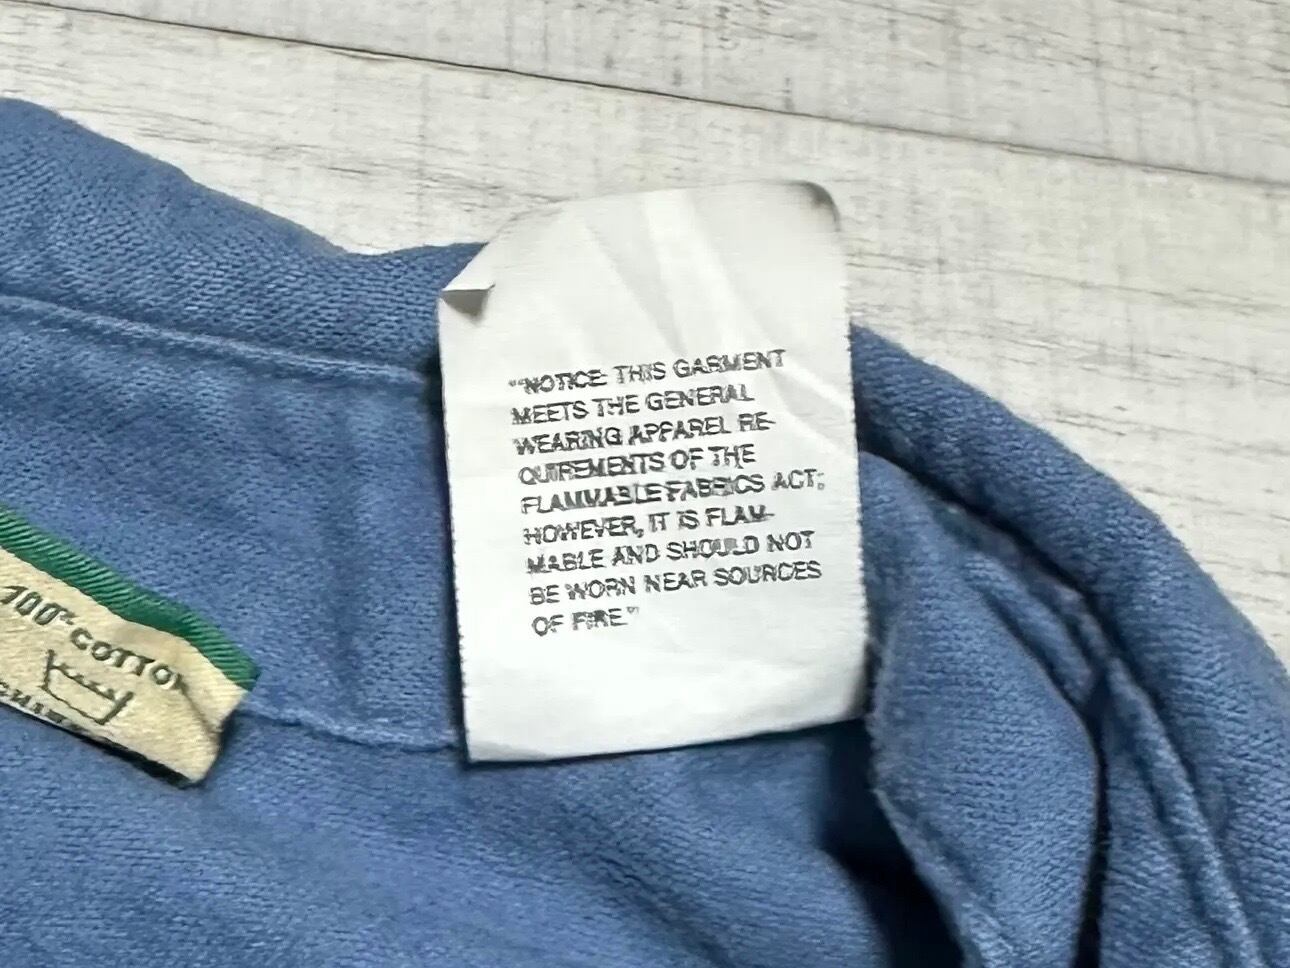 "NOTICE: THIS GARMENT
MEETS THE GENERAL
WEARING APPAREL RE-
QUIREMENTS OF THE
FLAMMABLE FABRICS ACT;
HOWEVER, IT IS FLAM-
MABLE AND SHOULD NOT
BE WORN NEAR SOURCES
OF FIRE"
100% COTTON